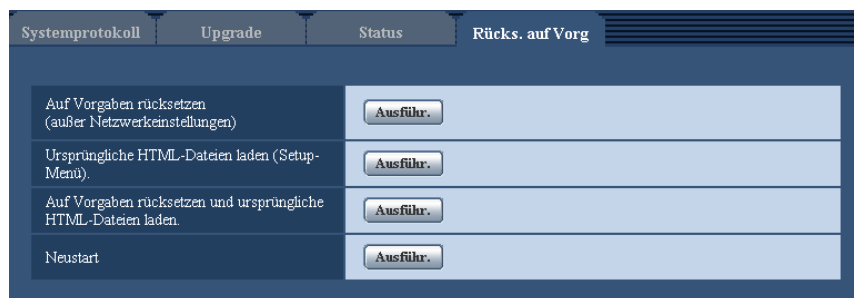 Systemprotokoll Upgrade Status Rücks. auf Vorg
Auf Vorgaben rücksetzen
(außer Netzwerkeinstellungen)
Ausführ.
Ursprüngliche HTML-Dateien laden (Setup-
Menü).
Ausführ.
Auf Vorgaben rücksetzen und ursprüngliche
HTML-Dateien laden.
Ausführ.
Neustart
Ausführ.